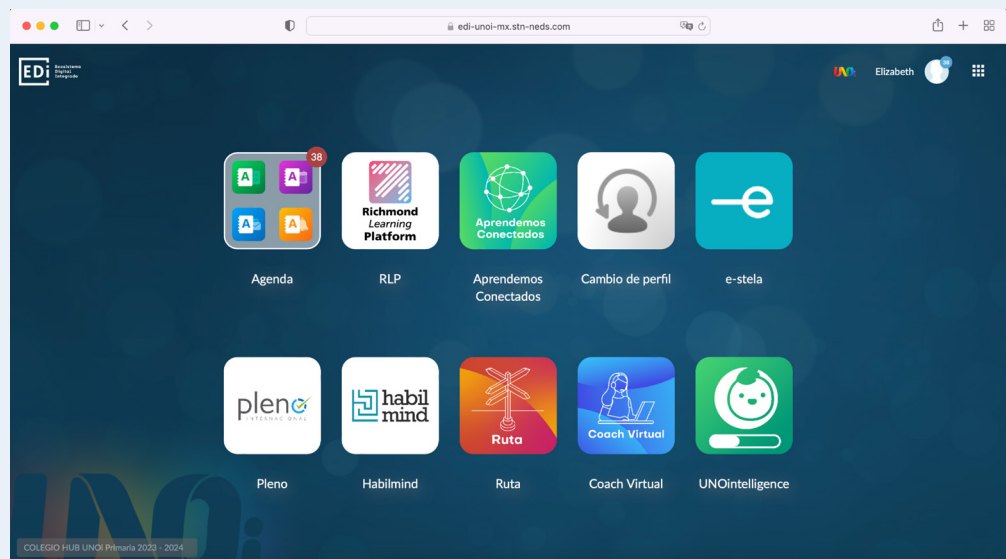 edi-unoi-mx.stn-neds.com
EDi Ecosistema
Digital
Integrado
UNOi Elizabeth 38
38
A A
A A
Richmond
Learning
Platform
Aprendemos
Conectados
e
Agenda
RLP
Aprendemos
Conectados
Cambio de perfil
e-stela
pleno
INTERNACIONAL
habil
mind
Ruta
Coach Virtual
Pleno
Habilmind
Ruta
Coach Virtual
UNOintelligence
UNOi
COLEGIO HUB UNOi Primaria 2023 - 2024